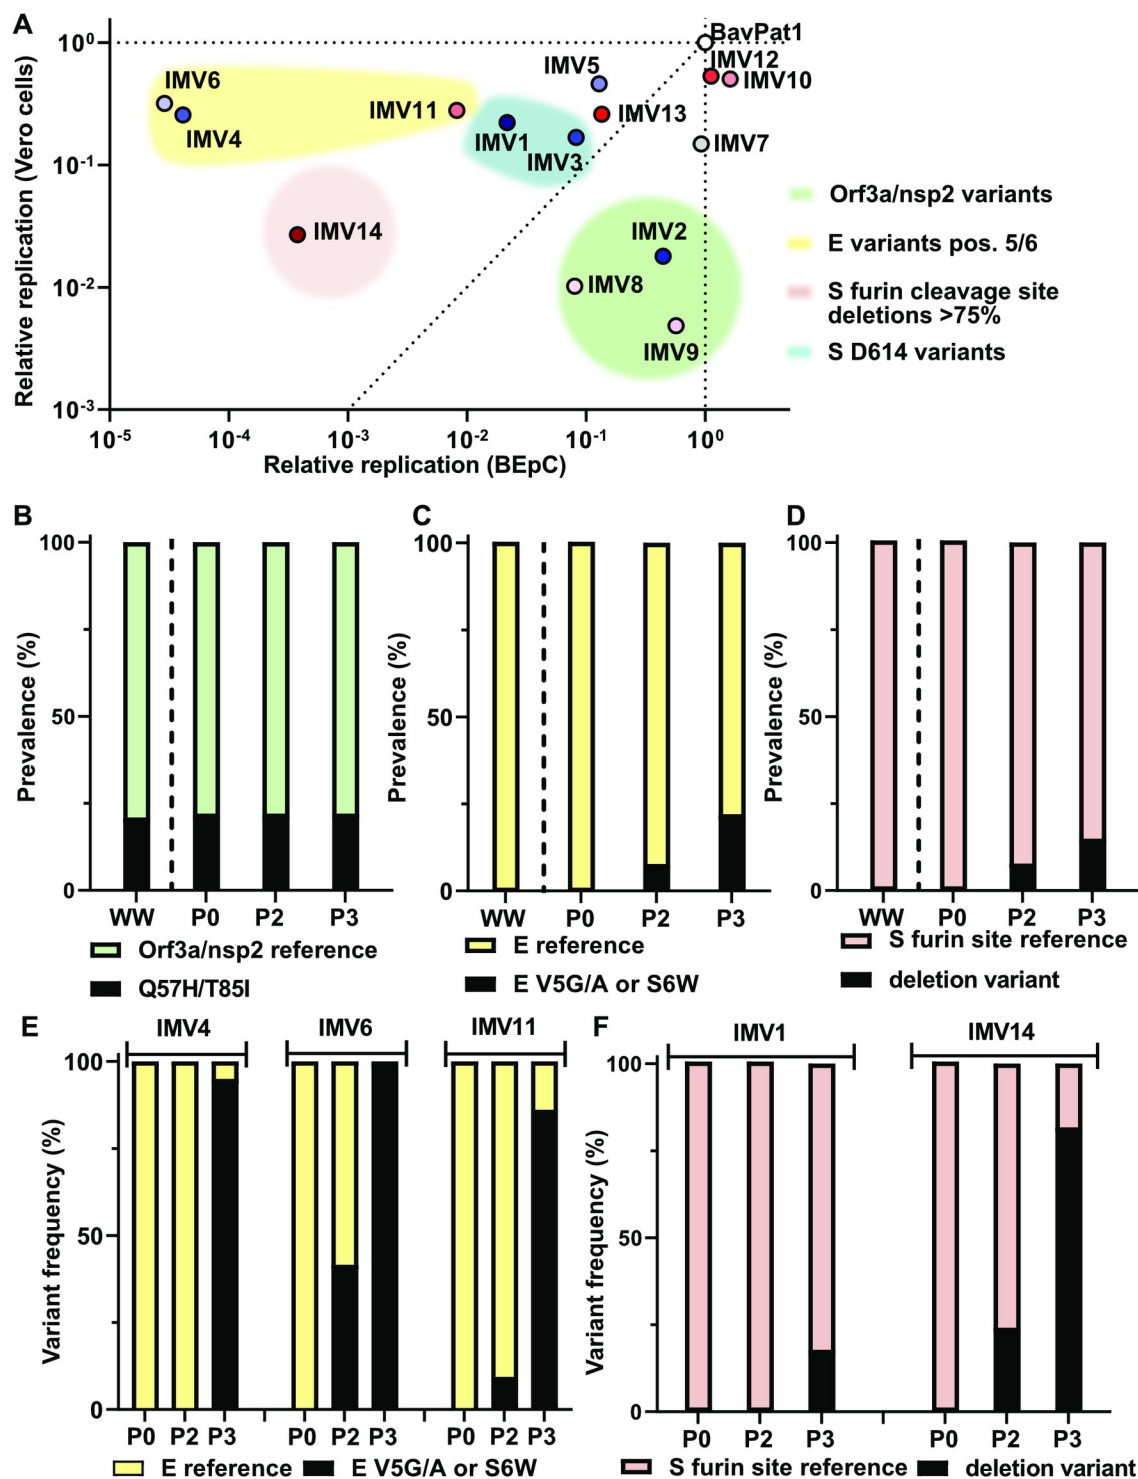 A
Relative replication (Vero cells)
10⁰
10⁻¹
10⁻²
10⁻³
BavPat1
IMV12
IMV10
IMV5
IMV6
IMV11
IMV13
IMV4
IMV1
IMV3
IMV7
IMV14
IMV2
IMV8
IMV9
Orf3a/nsp2 variants
E variants pos. 5/6
S furin cleavage site
deletions >75%
S D614 variants
10⁻⁵ 10⁻⁴ 10⁻³ 10⁻² 10⁻¹ 10⁰
Relative replication (BEpC)
B
Prevalence (%)
100
50
0
WW P0 P2 P3
Orf3a/nsp2 reference
Q57H/T85I
C
Prevalence (%)
100
50
0
WW P0 P2 P3
E reference
E V5G/A or S6W
D
Prevalence (%)
100
50
0
WW P0 P2 P3
S furin site reference
deletion variant
E
IMV4 IMV6 IMV11
Variant frequency (%)
100
50
0
P0 P2 P3 P0 P2 P3 P0 P2 P3
E reference E V5G/A or S6W
F
IMV1 IMV14
Variant frequency (%)
100
50
0
P0 P2 P3 P0 P2 P3
S furin site reference deletion variant